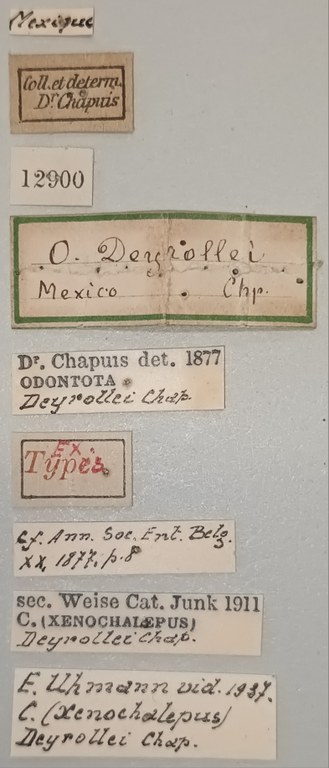 Mexique
Coll. et determ.
Dr. Chapuis
12900
O. Deyrollei
Mexico Chp.
Dr. Chapuis det. 1877
ODONTOTA
Deyrollei Chap.
Ex
Typis
cf. Ann. Soc. Ent. Belg.
XX, 1877, p. 8
sec. Weise Cat. Junk 1911
C. (XENOCHALEPUS)
Deyrollei Chap.
E. Uhmann vid. 1937.
C. (Xenochalepus)
Deyrollei Chap.